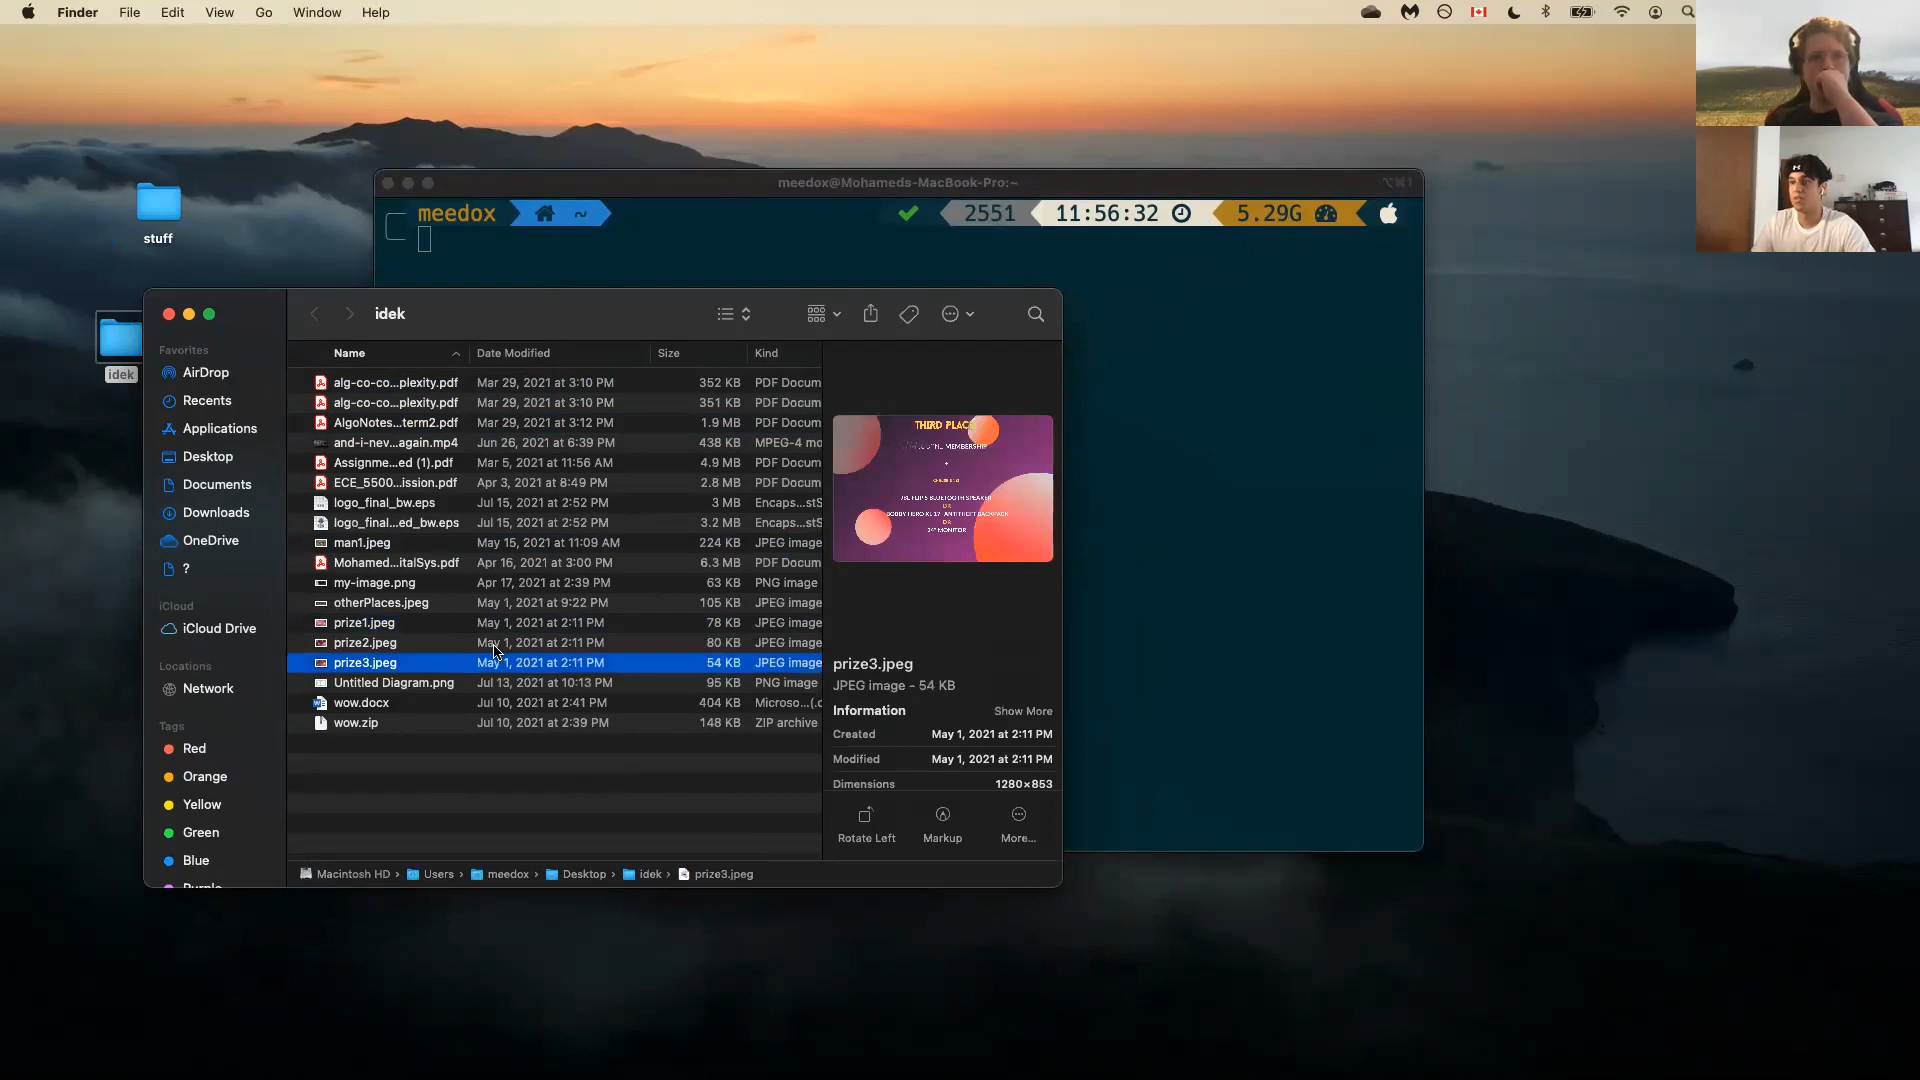 Finder File Edit View Go Window Help
stuff
idek
meedox@Mohameds-MacBook-Pro:~
⌥⌘1
meedox ~ 2551 11:56:32 5.29G
idek
Favorites
AirDrop
Recents
Applications
Desktop
Documents
Downloads
OneDrive
?
iCloud
iCloud Drive
Locations
Network
Tags
Red
Orange
Yellow
Green
Blue
Purple
Name Date Modified Size Kind
alg-co-co...plexity.pdf Mar 29, 2021 at 3:10 PM 352 KB PDF Docum
alg-co-co...plexity.pdf Mar 29, 2021 at 3:10 PM 351 KB PDF Docum
AlgoNotes...term2.pdf Mar 29, 2021 at 3:12 PM 1.9 MB PDF Docum
and-i-nev...again.mp4 Jun 26, 2021 at 6:39 PM 438 KB MPEG-4 mo
Assignme...ed (1).pdf Mar 5, 2021 at 11:56 AM 4.9 MB PDF Docum
ECE_5500...ission.pdf Apr 3, 2021 at 8:49 PM 2.8 MB PDF Docum
logo_final_bw.eps Jul 15, 2021 at 2:52 PM 3 MB Encaps...stS
logo_final...ed_bw.eps Jul 15, 2021 at 2:52 PM 3.2 MB Encaps...stS
man1.jpeg May 15, 2021 at 11:09 AM 224 KB JPEG image
Mohamed...italSys.pdf Apr 16, 2021 at 3:00 PM 6.3 MB PDF Docum
my-image.png Apr 17, 2021 at 2:39 PM 63 KB PNG image
otherPlaces.jpeg May 1, 2021 at 9:22 PM 105 KB JPEG image
prize1.jpeg May 1, 2021 at 2:11 PM 78 KB JPEG image
prize2.jpeg May 1, 2021 at 2:11 PM 80 KB JPEG image
prize3.jpeg May 1, 2021 at 2:11 PM 54 KB JPEG image
Untitled Diagram.png Jul 13, 2021 at 10:13 PM 95 KB PNG image
wow.docx Jul 10, 2021 at 2:41 PM 404 KB Microso...(.c
wow.zip Jul 10, 2021 at 2:39 PM 148 KB ZIP archive
THIRD PLACE
MEMBERSHIP
+
JBL FLIP 5 BLUETOOTH SPEAKER
OR
BOBBY HERO XL 17" ANTITHEFT BACKPACK
OR
24" MONITOR
prize3.jpeg
JPEG image - 54 KB
Information Show More
Created May 1, 2021 at 2:11 PM
Modified May 1, 2021 at 2:11 PM
Dimensions 1280×853
Rotate Left Markup More...
Macintosh HD › Users › meedox › Desktop › idek › prize3.jpeg